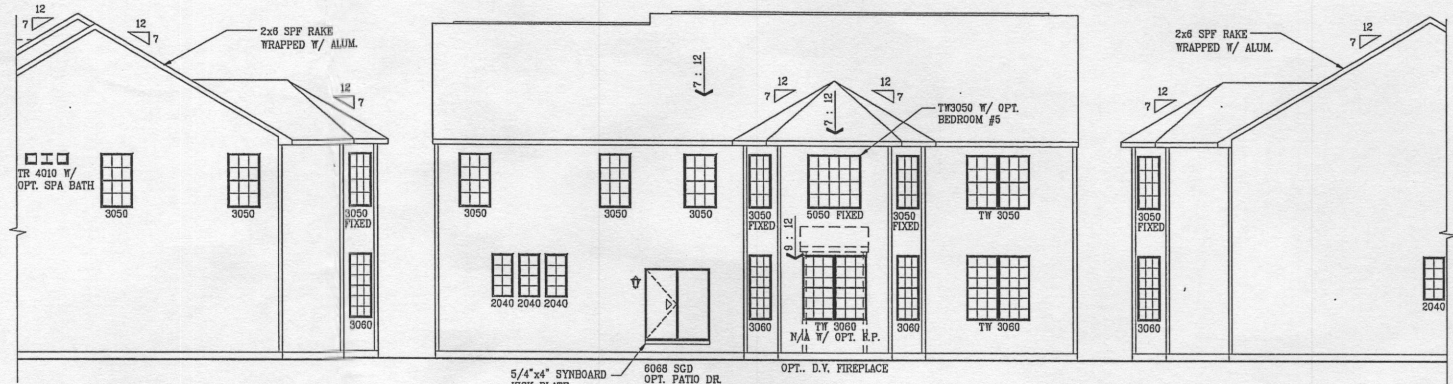 12
7
12
7
2x6 SPF RAKE
WRAPPED W/ ALUM.
12
7
TR 4010 W/
OPT. SPA BATH
3050
3050
3050
FIXED
3060
7 : 12
12
7
12
7
7 : 12
TW3050 W/ OPT.
BEDROOM #5
3050
3050
3050
3050
FIXED
5050 FIXED
3050
FIXED
TW 3050
9 : 12
2040 2040 2040
3060
TW 3060
N/A W/ OPT. F.P.
3060
TW 3060
5/4"x4" SYNBOARD
KICK PLATE
6068 SGD
OPT. PATIO DR.
OPT.. D.V. FIREPLACE
2x6 SPF RAKE
WRAPPED W/ ALUM.
12
7
12
7
3050
FIXED
3060
2040